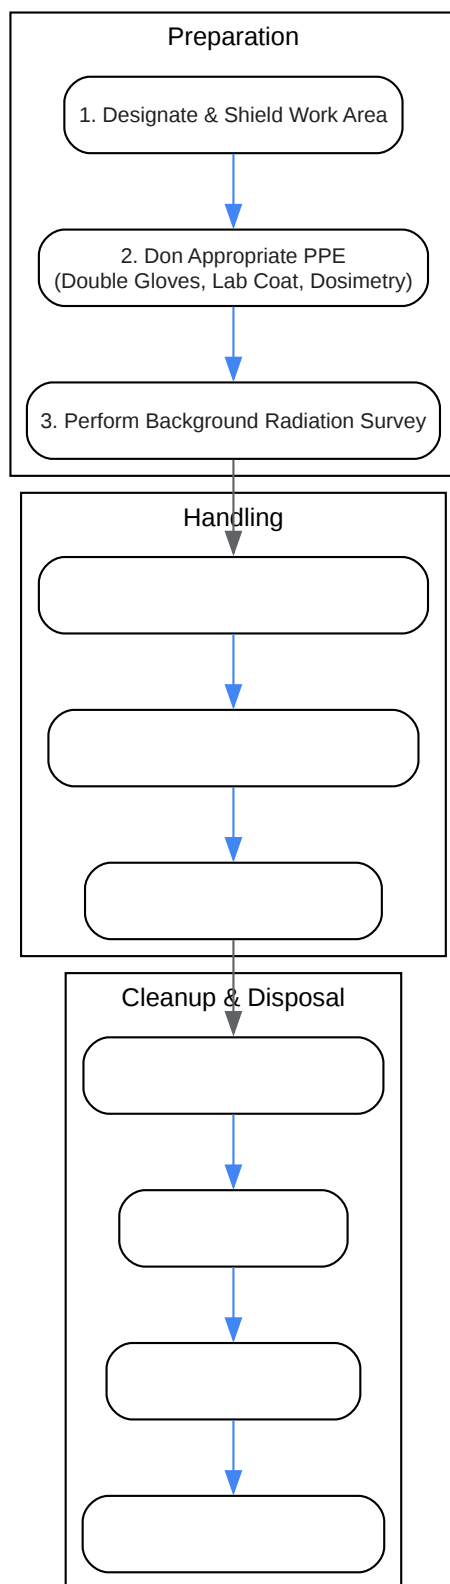 Preparation
1. Designate & Shield Work Area
2. Don Appropriate PPE
(Double Gloves, Lab Coat, Dosimetry)
3. Perform Background Radiation Survey
Handling
Cleanup & Disposal